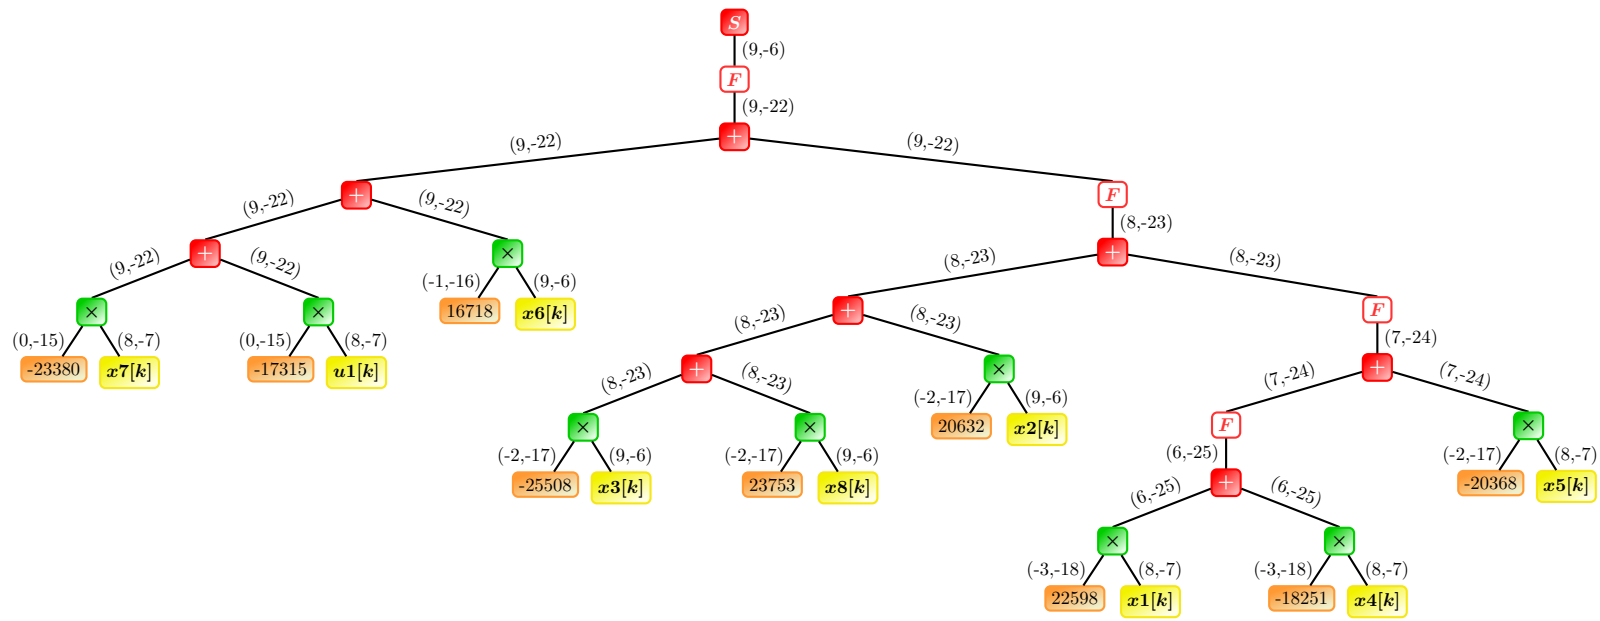 S
(9,-6)
F
(9,-22)
+
(9,-22) (9,-22)
+ F
(9,-22) (9,-22) (8,-23)
+ × +
(9,-22) (9,-22) (-1,-16) (9,-6) (8,-23) (8,-23)
× × 16718 x6[k] + F
(0,-15) (8,-7) (0,-15) (8,-7) (8,-23) (8,-23) (7,-24)
-23380 x7[k] -17315 u1[k] + × +
(8,-23) (8,-23) (-2,-17) (9,-6) (7,-24) (7,-24)
× × 20632 x2[k] F ×
(-2,-17) (9,-6) (-2,-17) (9,-6) (6,-25) (-2,-17) (8,-7)
-25508 x3[k] 23753 x8[k] + -20368 x5[k]
(6,-25) (6,-25)
× ×
(-3,-18) (8,-7) (-3,-18) (8,-7)
22598 x1[k] -18251 x4[k]